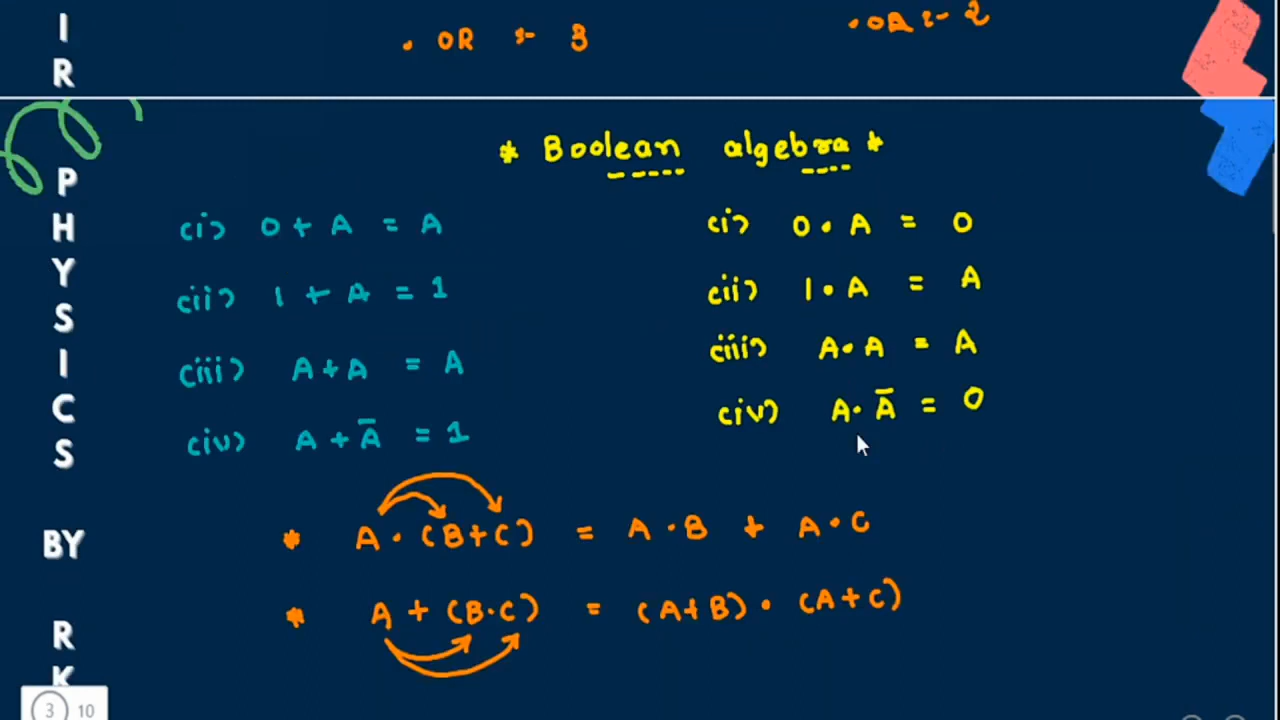 I
R
P
H
Y
S
I
C
S
BY
R
K
• OR :- 3
• OR :- 2
* Boolean algebra *
(i) 0 + A = A
(ii) 1 + A = 1
(iii) A + A = A
(iv) A + Ā = 1
(i) 0 • A = 0
(ii) 1 • A = A
(iii) A • A = A
(iv) A • Ā = 0
* A • (B+C) = A • B + A • C
* A + (B•C) = (A+B) • (A+C)
3 10